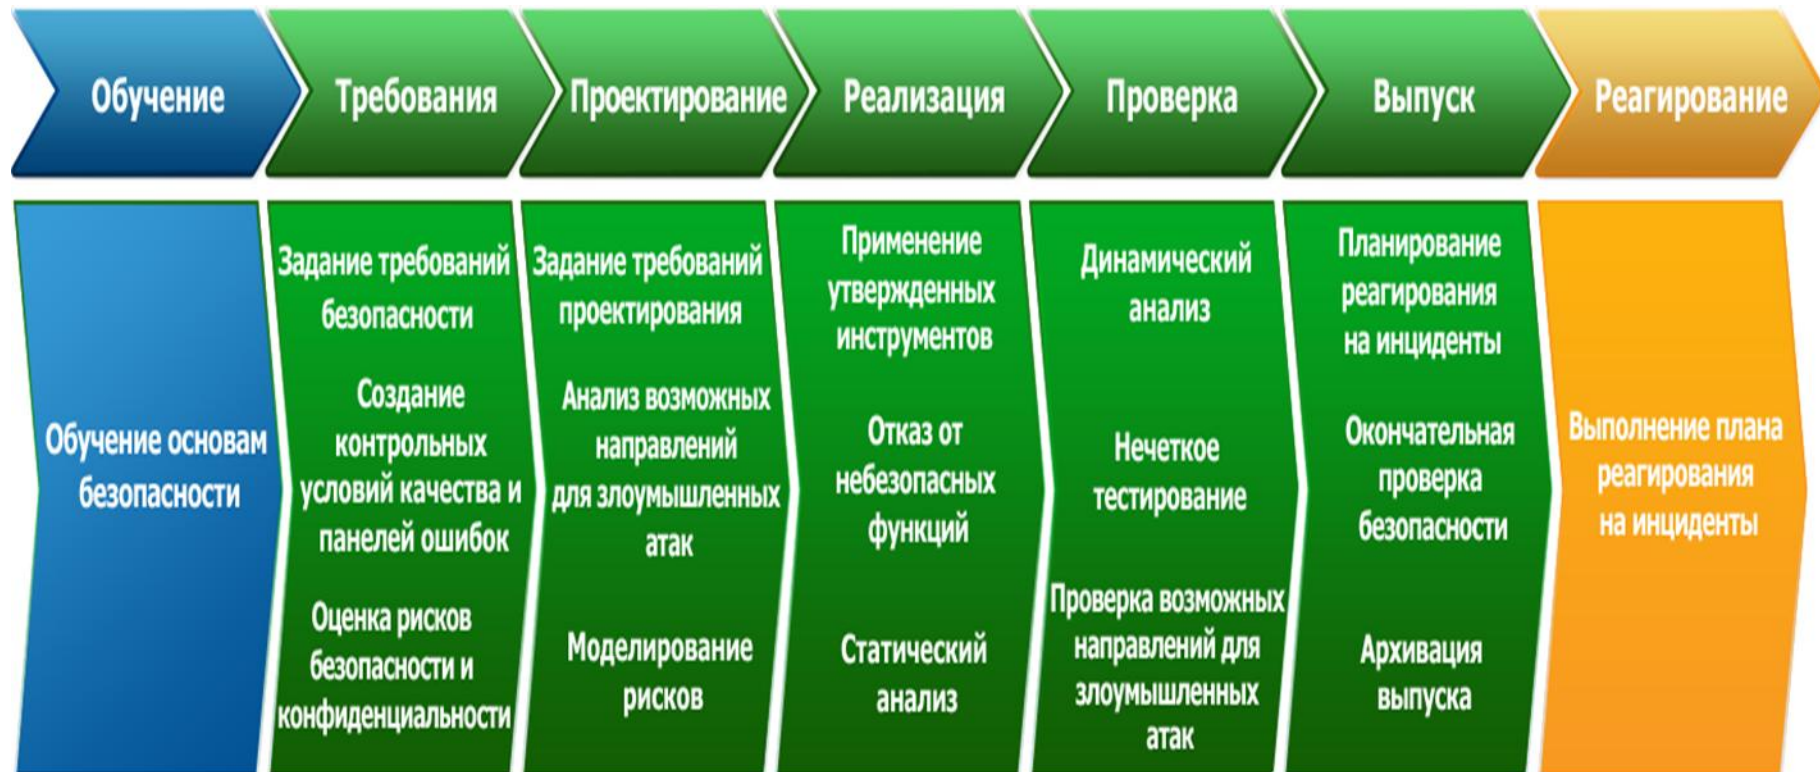 Обучение
Требования
Проектирование
Реализация
Проверка
Выпуск
Реагирование
Обучение основам
безопасности
Задание требований
безопасности
Создание
контрольных
условий качества и
панелей ошибок
Оценка рисков
безопасности и
конфиденциальности
Задание требований
проектирования
Анализ возможных
направлений
для злоумышленных
атак
Моделирование
рисков
Применение
утвержденных
инструментов
Отказ от
небезопасных
функций
Статический
анализ
Динамический
анализ
Нечеткое
тестирование
Проверка возможных
направлений для
злоумышленных
атак
Планирование
реагирования
на инциденты
Окончательная
проверка
безопасности
Архивация
выпуска
Выполнение плана
реагирования
на инциденты